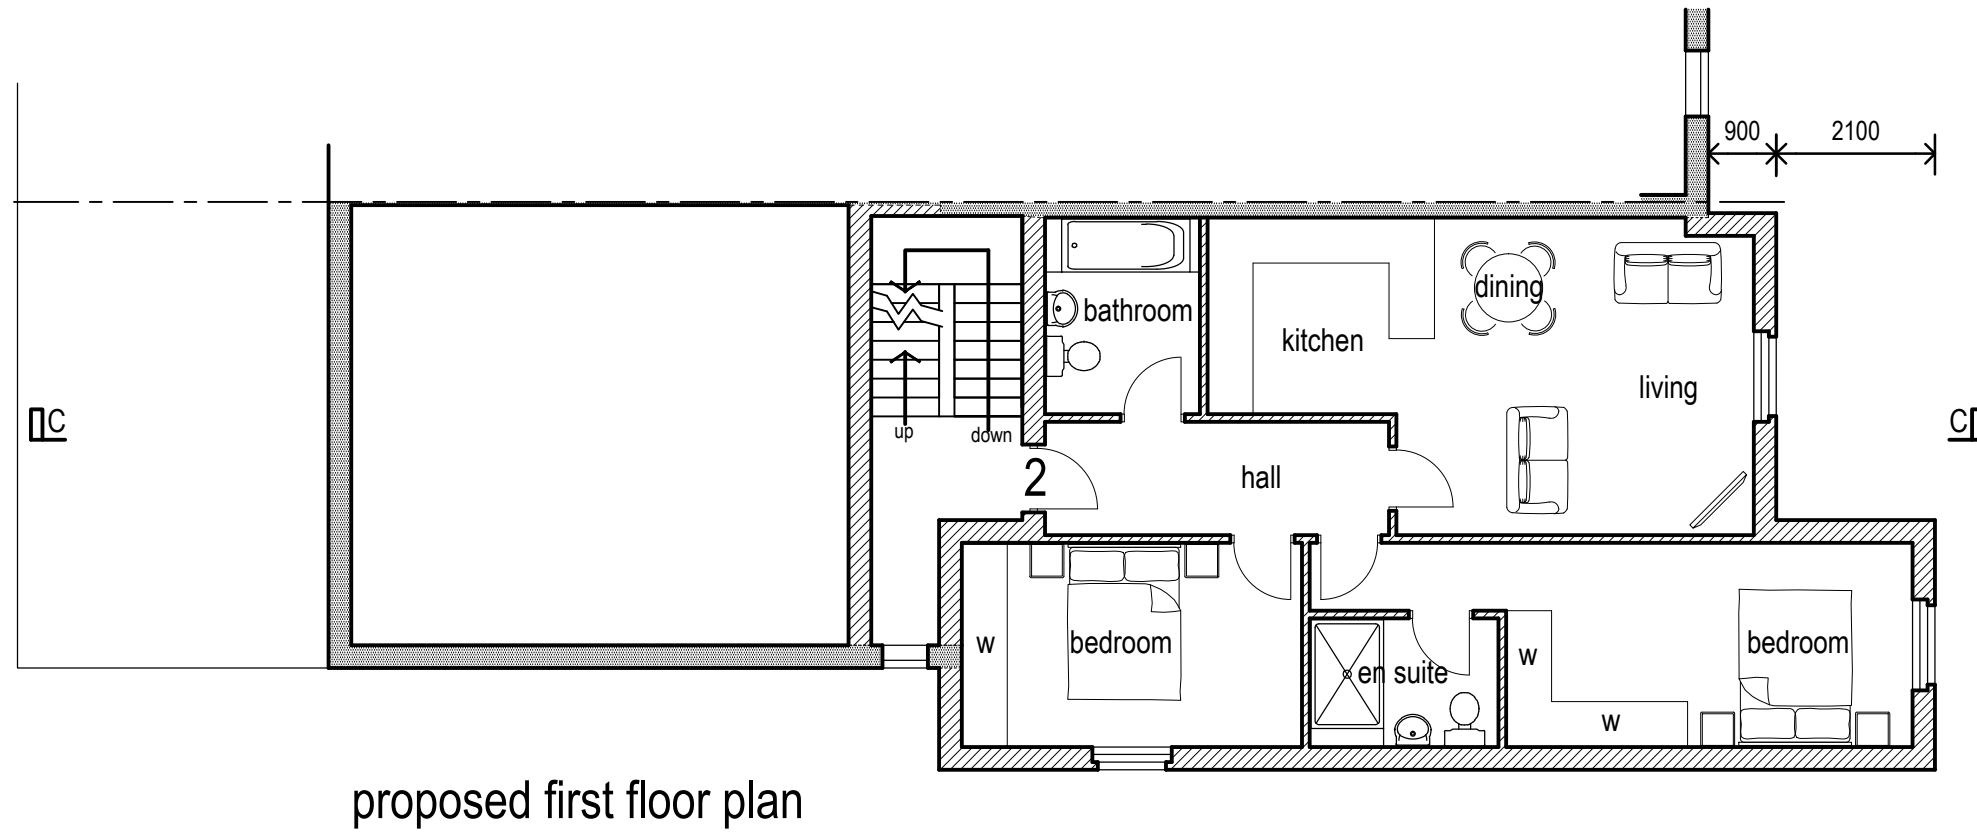 900 2100
dining
bathroom
kitchen
living
C
C
up
down
2
hall
w
bedroom
en suite
w
bedroom
w
proposed first floor plan